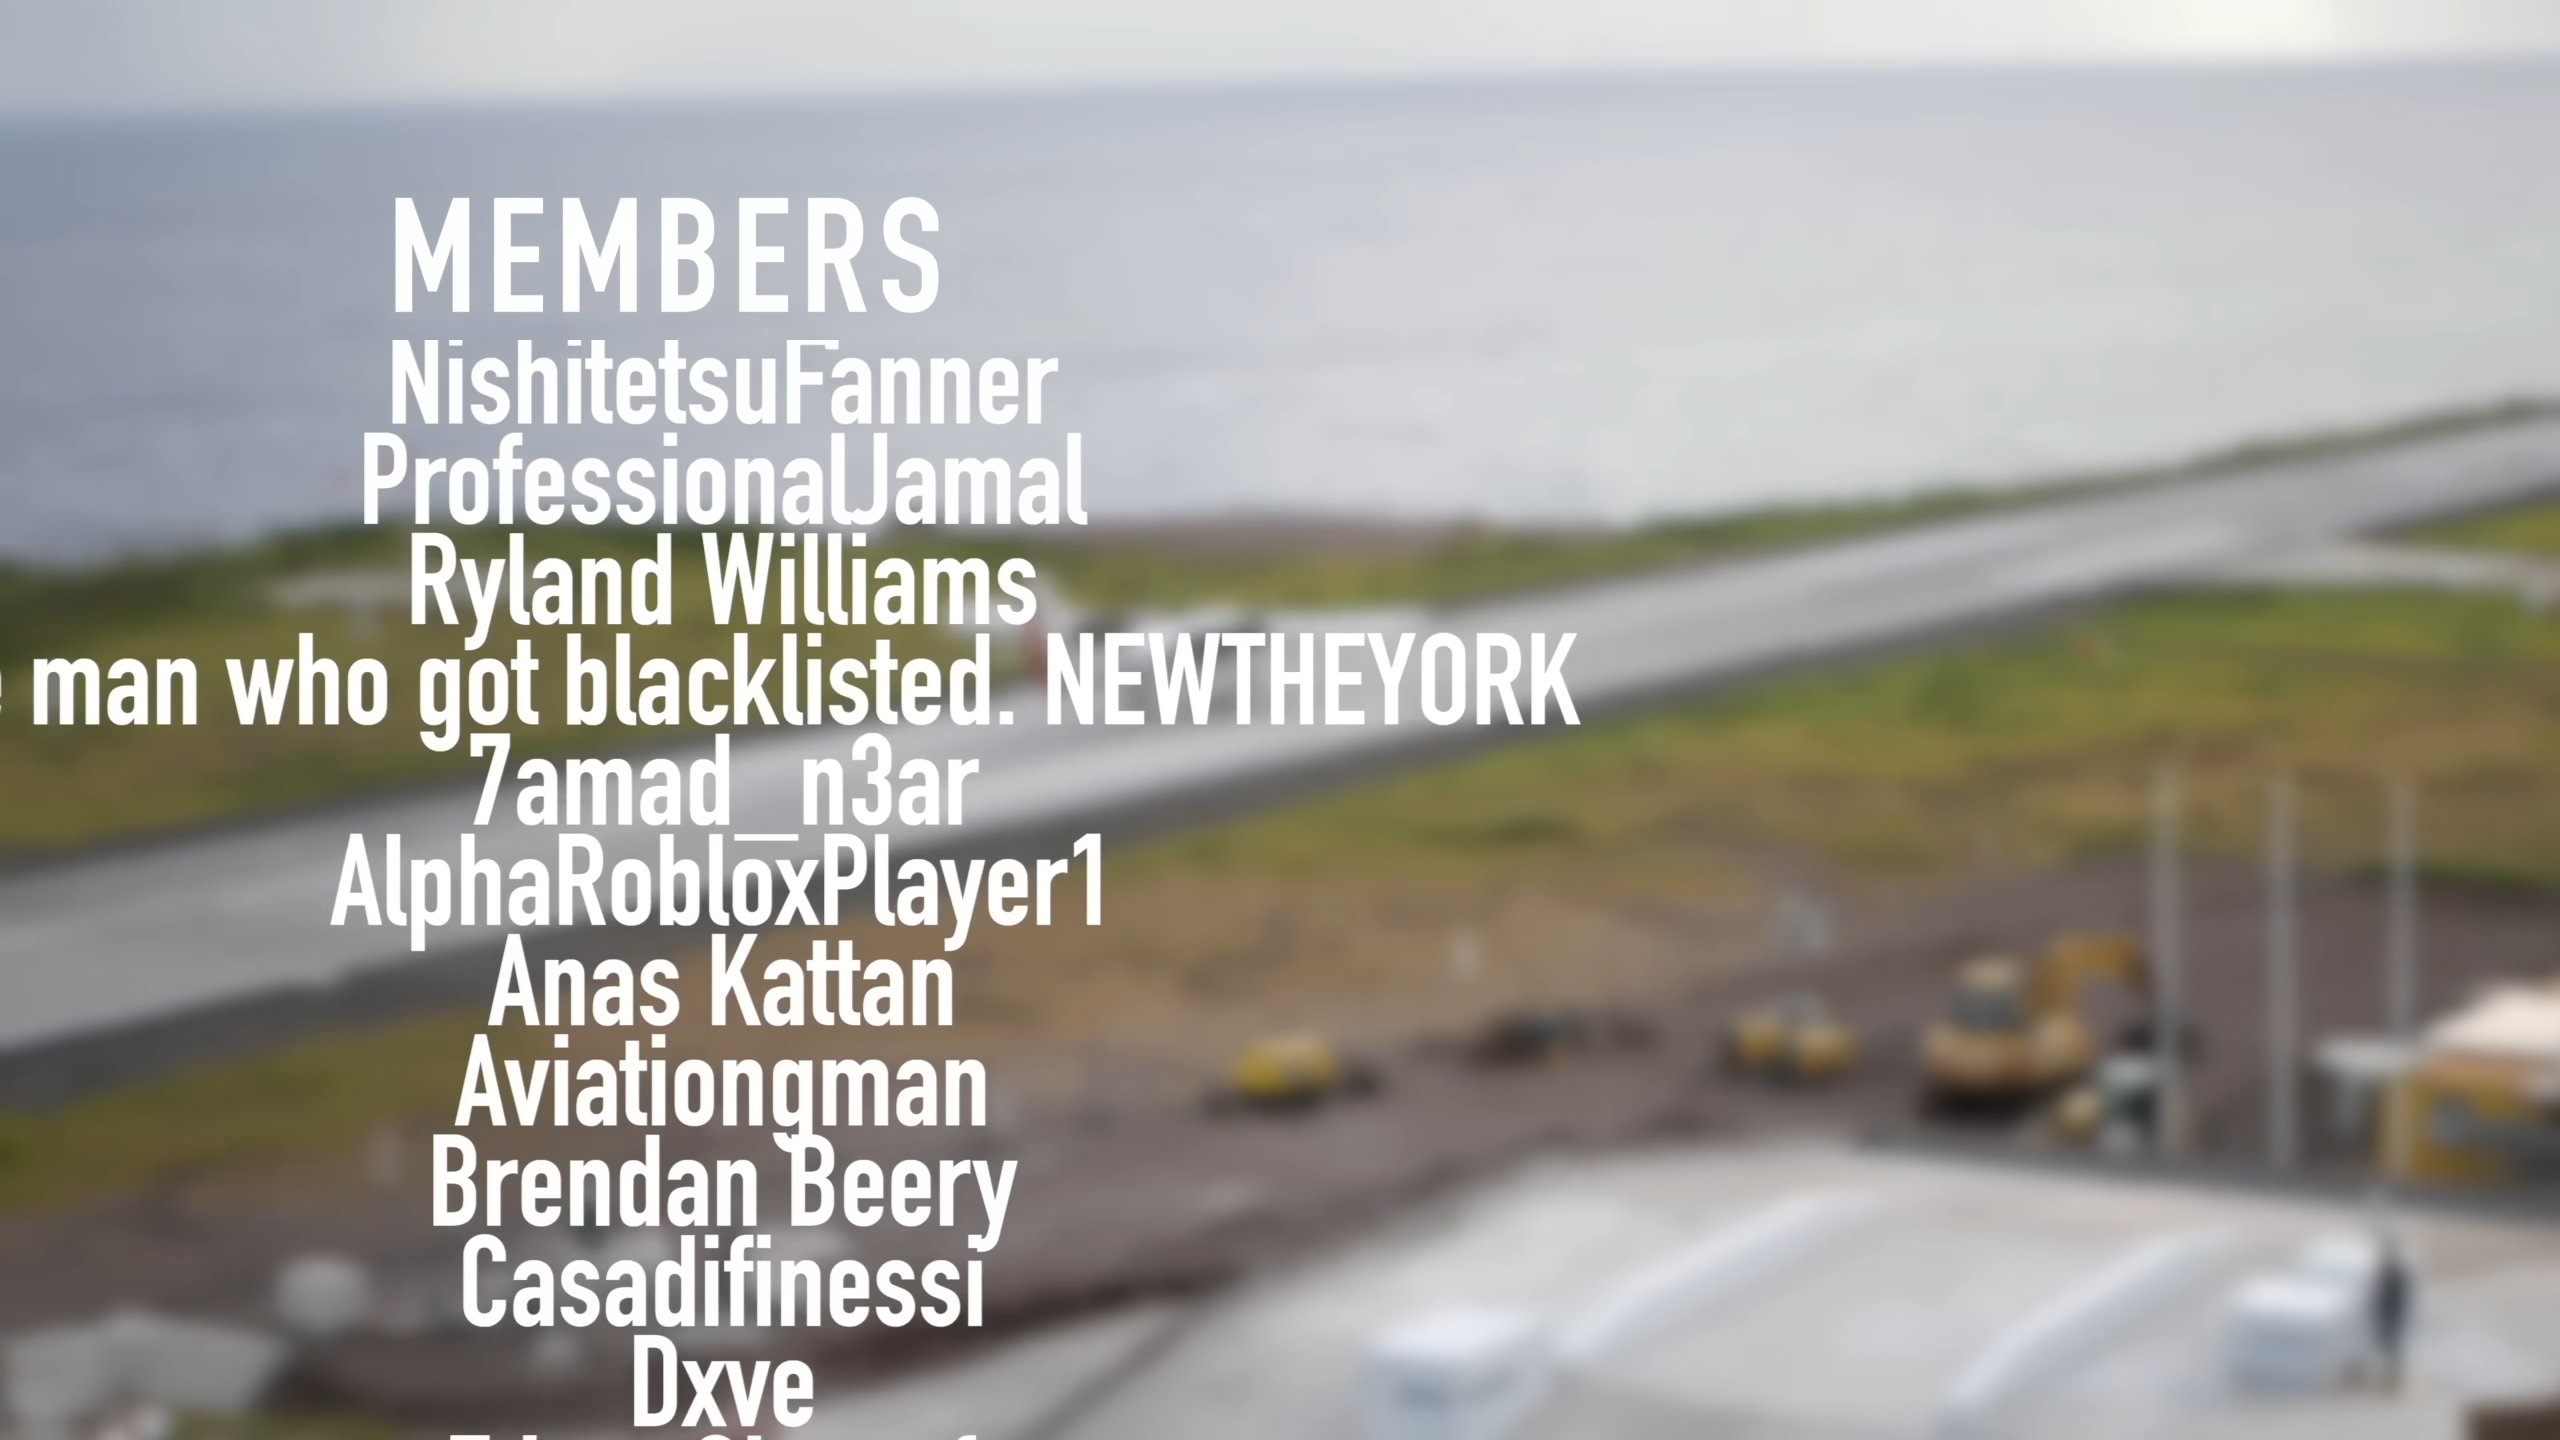 MEMBERS
NishitetsuFanner
ProfessionalJamal
Ryland Williams
man who got blacklisted. NEWTHEYORK
7amad_n3ar
AlphaRobloxPlayer1
Anas Kattan
Aviationgman
Brendan Beery
Casadifinessi
Dxve